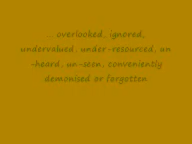 ... overlooked, ignored,
undervalued, under-resourced, un
-heard, un-seen, conveniently
demonised or forgotten